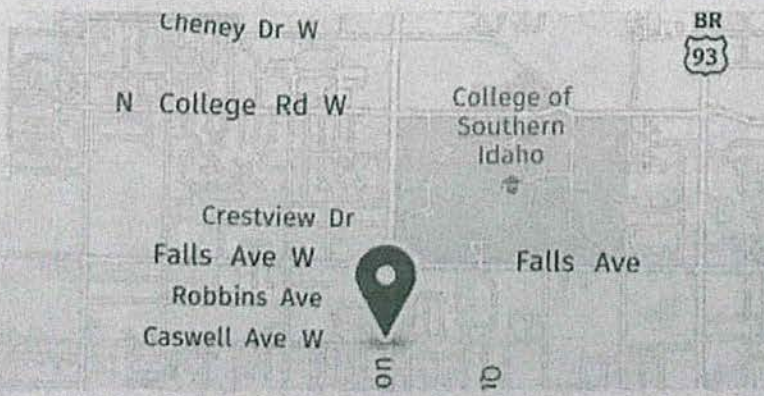 Cheney Dr W
BR
93
N College Rd W
College of
Southern
Idaho
Crestview Dr
Falls Ave W
Falls Ave
Robbins Ave
Caswell Ave W